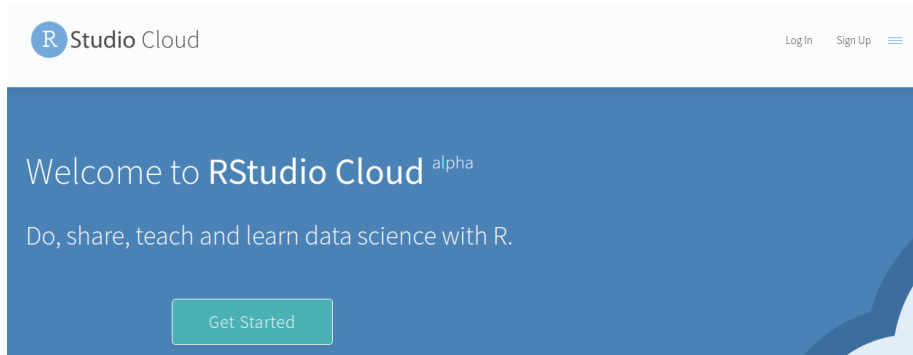 R Studio Cloud
Log In Sign Up
Welcome to RStudio Cloud alpha
Do, share, teach and learn data science with R.
Get Started